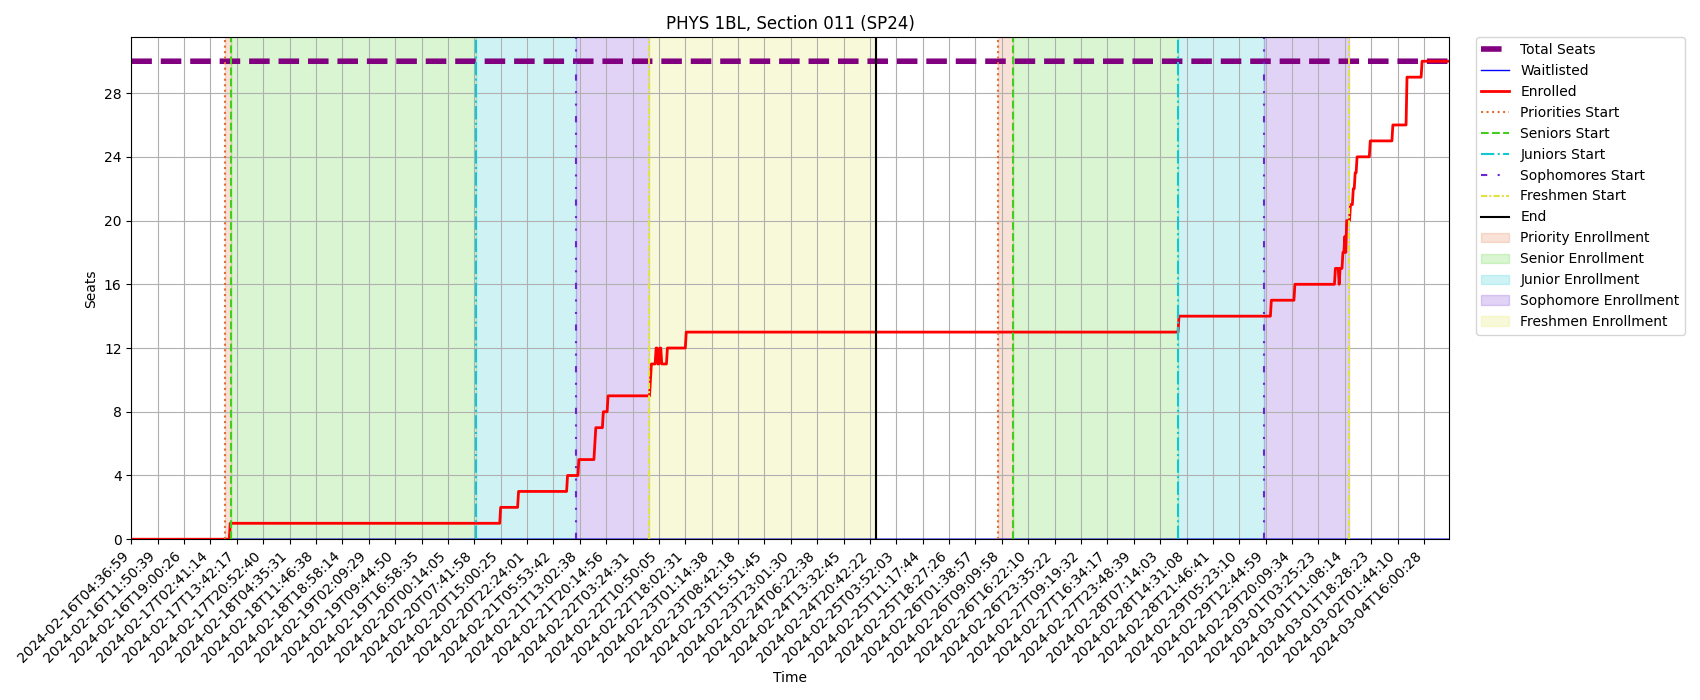 PHYS 1BL, Section 011 (SP24)
Seats
28
24
20
16
12
8
4
0
2024-02-16T04:36:59
2024-02-16T11:50:39
2024-02-16T19:00:26
2024-02-17T02:41:14
2024-02-17T13:42:17
2024-02-17T20:52:40
2024-02-18T04:35:31
2024-02-18T11:46:38
2024-02-18T18:58:14
2024-02-19T02:09:29
2024-02-19T09:44:50
2024-02-19T16:58:35
2024-02-20T00:14:05
2024-02-20T07:41:58
2024-02-20T15:00:25
2024-02-20T22:24:01
2024-02-21T05:53:42
2024-02-21T13:02:38
2024-02-21T20:14:56
2024-02-22T03:24:31
2024-02-22T10:50:05
2024-02-22T18:02:31
2024-02-23T01:14:38
2024-02-23T08:42:18
2024-02-23T15:51:45
2024-02-23T23:01:30
2024-02-24T06:22:38
2024-02-24T13:32:45
2024-02-24T20:42:22
2024-02-25T03:52:03
2024-02-25T11:17:44
2024-02-25T18:27:26
2024-02-26T01:38:57
2024-02-26T09:09:58
2024-02-26T16:22:10
2024-02-26T23:35:22
2024-02-27T09:19:32
2024-02-27T16:34:17
2024-02-27T23:48:39
2024-02-28T07:14:03
2024-02-28T14:31:08
2024-02-28T21:46:41
2024-02-29T05:23:10
2024-02-29T12:44:59
2024-02-29T20:09:34
2024-03-01T03:25:23
2024-03-01T11:08:14
2024-03-01T18:28:23
2024-03-02T01:44:10
2024-03-04T16:00:28
Time
Total Seats
Waitlisted
Enrolled
Priorities Start
Seniors Start
Juniors Start
Sophomores Start
Freshmen Start
End
Priority Enrollment
Senior Enrollment
Junior Enrollment
Sophomore Enrollment
Freshmen Enrollment